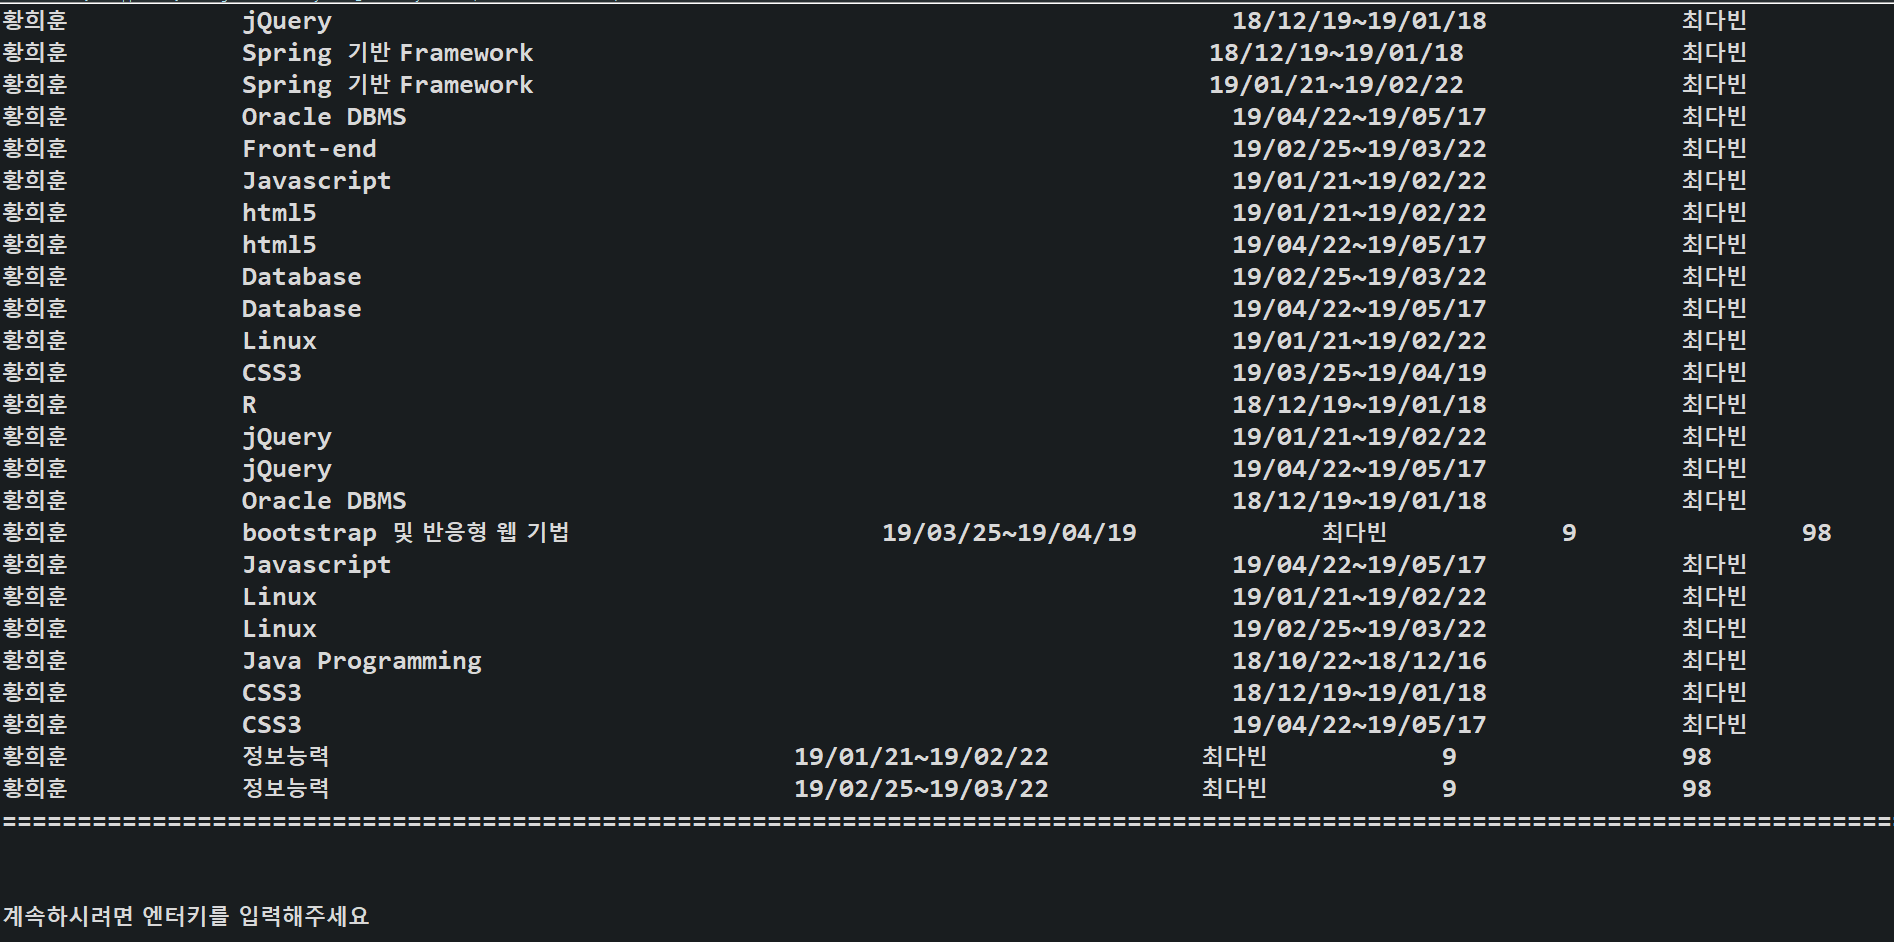 황희훈 jQuery 18/12/19~19/01/18 최다빈
황희훈 Spring 기반 Framework 18/12/19~19/01/18 최다빈
황희훈 Spring 기반 Framework 19/01/21~19/02/22 최다빈
황희훈 Oracle DBMS 19/04/22~19/05/17 최다빈
황희훈 Front-end 19/02/25~19/03/22 최다빈
황희훈 Javascript 19/01/21~19/02/22 최다빈
황희훈 html5 19/01/21~19/02/22 최다빈
황희훈 html5 19/04/22~19/05/17 최다빈
황희훈 Database 19/02/25~19/03/22 최다빈
황희훈 Database 19/04/22~19/05/17 최다빈
황희훈 Linux 19/01/21~19/02/22 최다빈
황희훈 CSS3 19/03/25~19/04/19 최다빈
황희훈 R 18/12/19~19/01/18 최다빈
황희훈 jQuery 19/01/21~19/02/22 최다빈
황희훈 jQuery 19/04/22~19/05/17 최다빈
황희훈 Oracle DBMS 18/12/19~19/01/18 최다빈
황희훈 bootstrap 및 반응형 웹 기법 19/03/25~19/04/19 최다빈 9 98
황희훈 Javascript 19/04/22~19/05/17 최다빈
황희훈 Linux 19/01/21~19/02/22 최다빈
황희훈 Linux 19/02/25~19/03/22 최다빈
황희훈 Java Programming 18/10/22~18/12/16 최다빈
황희훈 CSS3 18/12/19~19/01/18 최다빈
황희훈 CSS3 19/04/22~19/05/17 최다빈
황희훈 정보능력 19/01/21~19/02/22 최다빈 9 98
황희훈 정보능력 19/02/25~19/03/22 최다빈 9 98
==============================================================================================================================
계속하시려면 엔터키를 입력해주세요